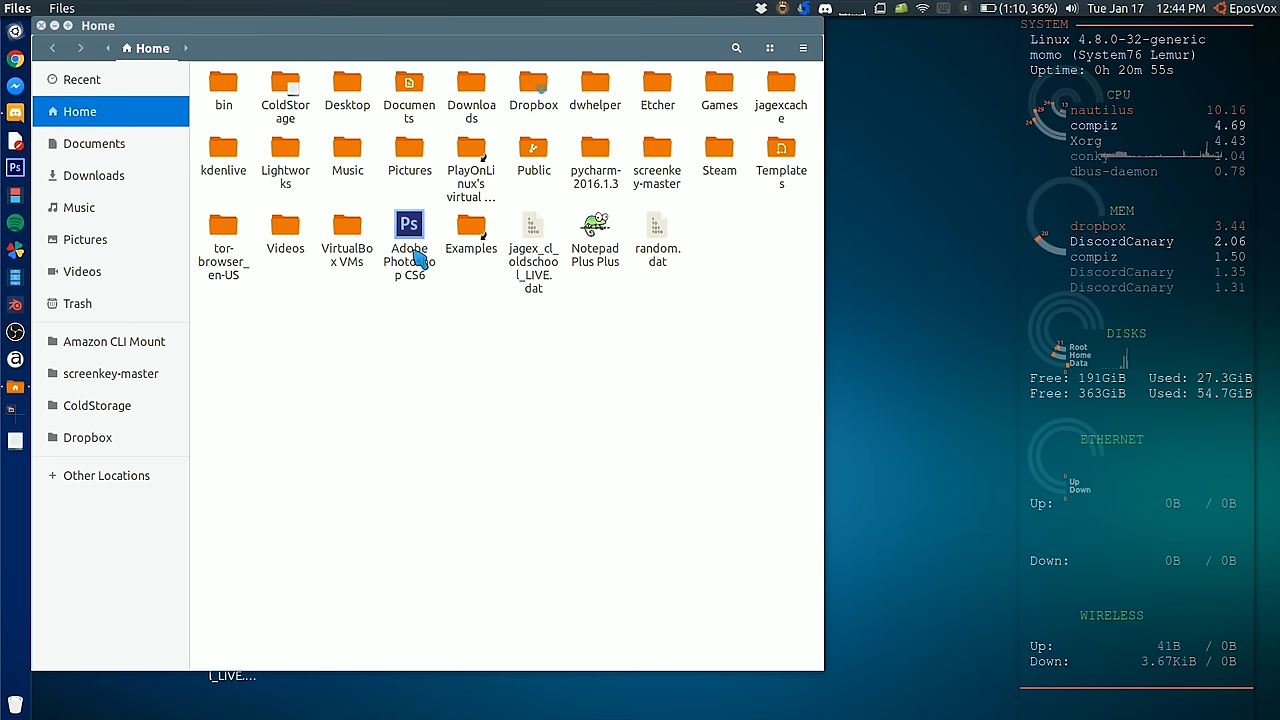 Files Files (1:10, 36%) Tue Jan 17 12:44 PM EposVox
Home
Home
Recent
Home
Documents
Downloads
Music
Pictures
Videos
Trash
Amazon CLI Mount
screenkey-master
ColdStorage
Dropbox
Other Locations
bin
ColdStor
age
Desktop
Documen
ts
Downloa
ds
Dropbox
dwhelper
Etcher
Games
jagexcach
e
kdenlive
Lightwor
ks
Music
Pictures
PlayOnLi
nux's
virtual ...
Public
pycharm-
2016.1.3
screenke
y-master
Steam
Template
s
tor-
browser_
en-US
Videos
VirtualBo
x VMs
Ps
Adobe
Photosho
p CS6
Examples
jagex_cl_
oldschoo
l_LIVE.
dat
Notepad
Plus Plus
random.
dat
(_LIVE....
SYSTEM
Linux 4.8.0-32-generic
momo (System76 Lemur)
Uptime: 0h 20m 55s
CPU
nautilus 10.16
compiz 4.69
Xorg 4.43
dbus-daemon 0.78
MEM
dropbox 3.44
DiscordCanary 2.06
compiz 1.50
DiscordCanary 1.35
DiscordCanary 1.31
DISKS
Root
Home
Data
Free: 191GiB Used: 27.3GiB
Free: 363GiB Used: 54.7GiB
ETHERNET
Up
Down
Up: 0B / 0B
Down: 0B / 0B
WIRELESS
Up: 41B / 0B
Down: 3.67KiB / 0B